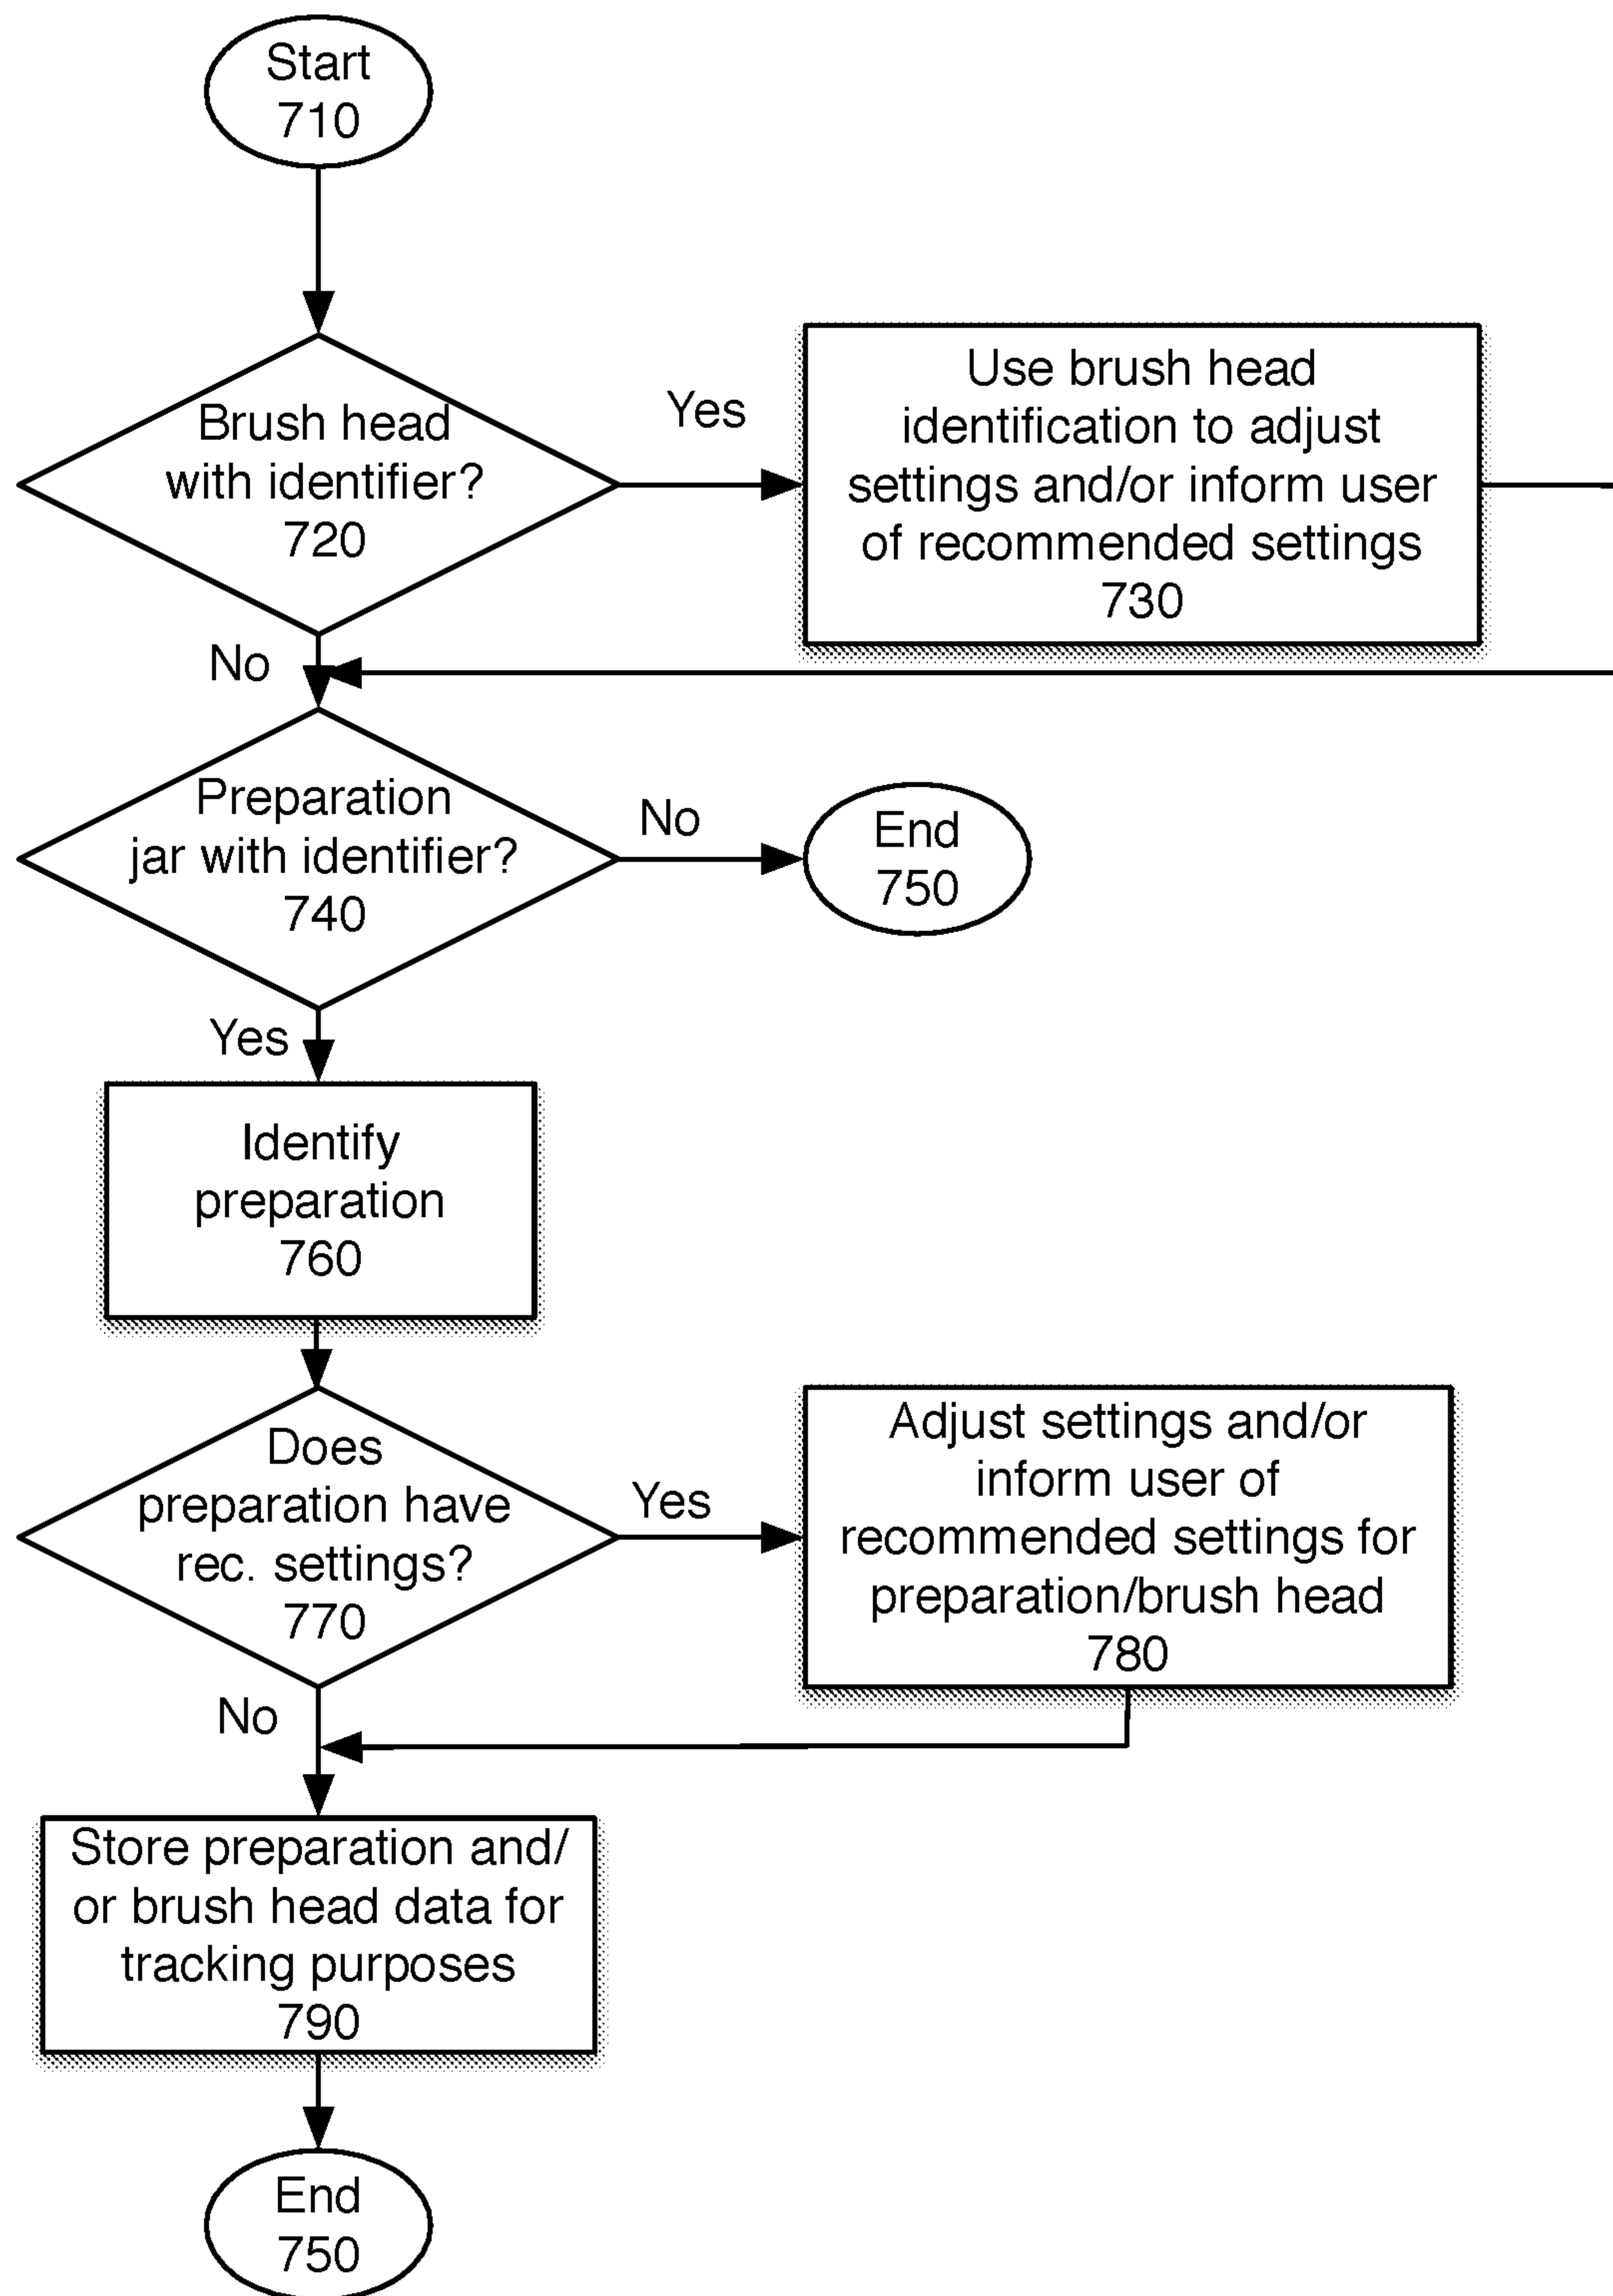 Start
710
Brush head
with identifier?
720
Yes
Use brush head
identification to adjust
settings and/or inform user
of recommended settings
730
No
Preparation
jar with identifier?
740
No
End
750
Yes
Identify
preparation
760
Does
preparation have
rec. settings?
770
Yes
Adjust settings and/or
inform user of
recommended settings for
preparation/brush head
780
No
Store preparation and/
or brush head data for
tracking purposes
790
End
750